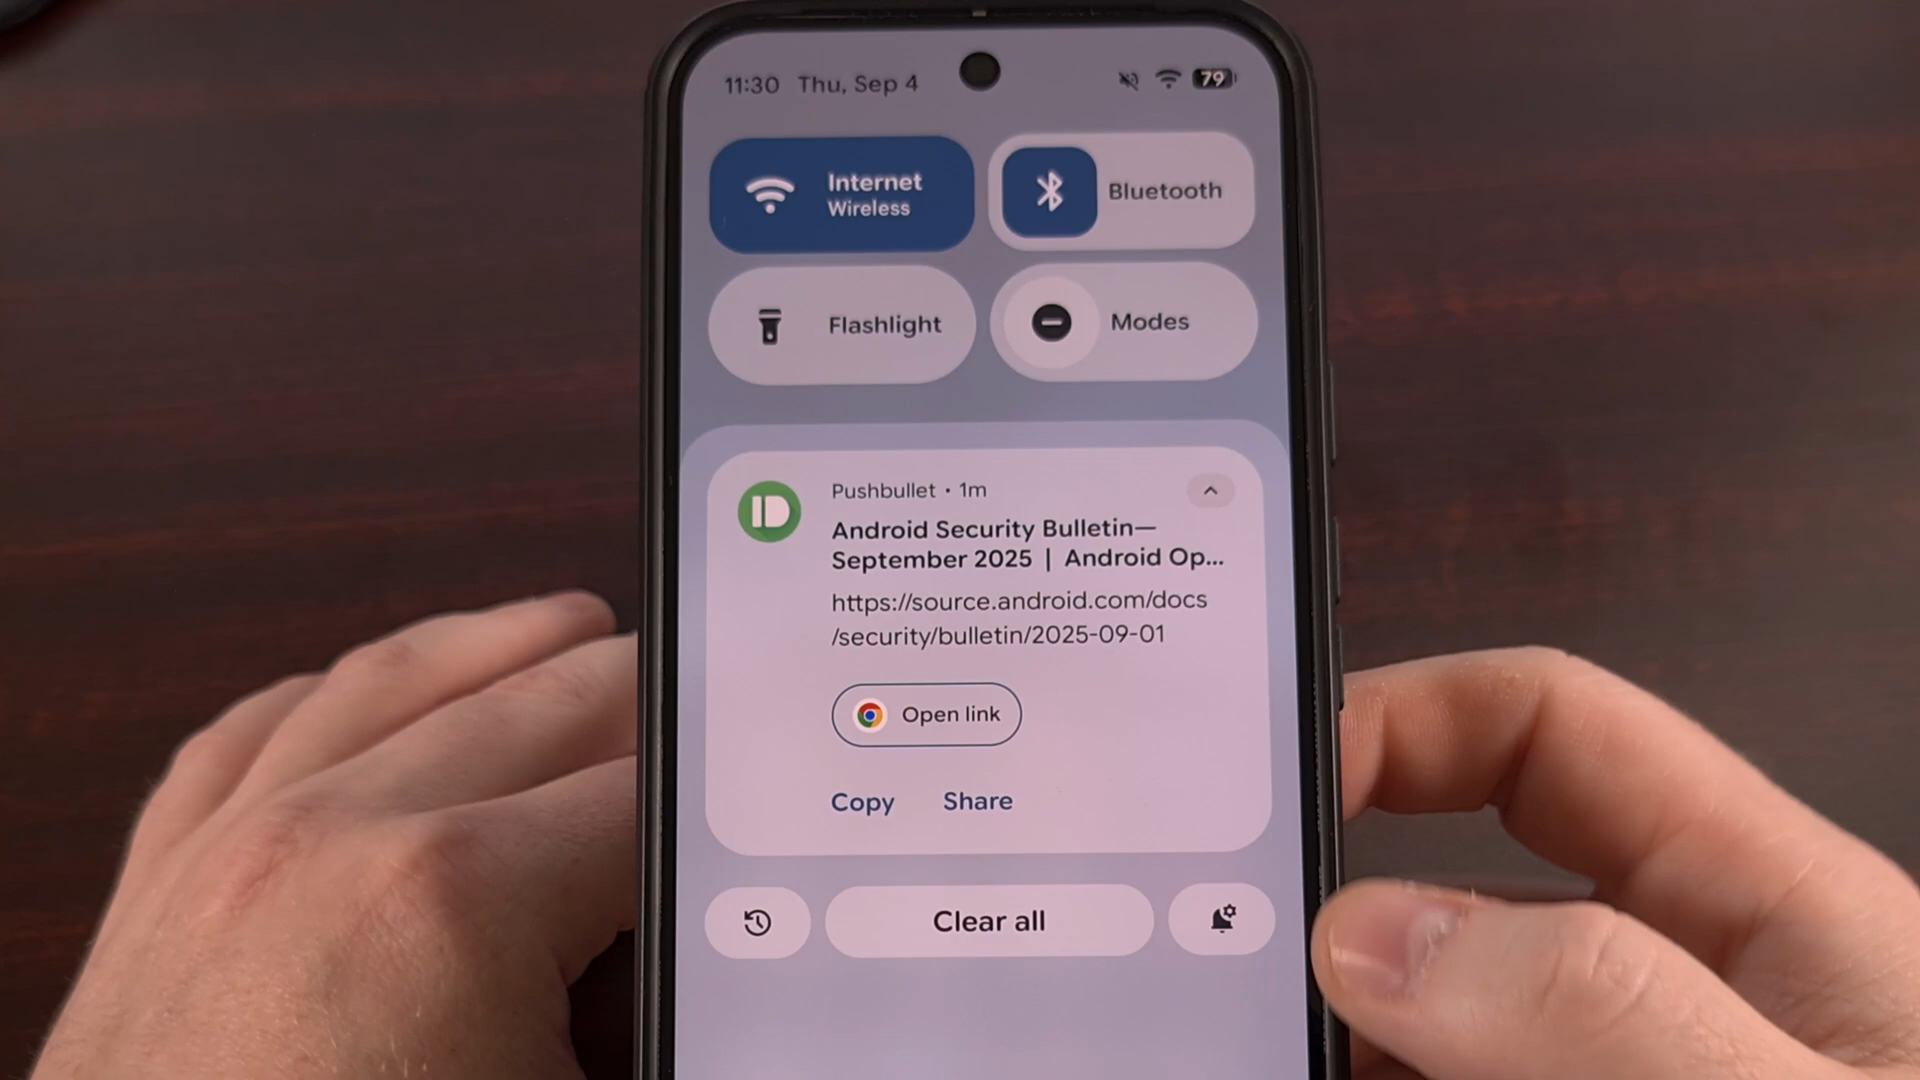 11:30 Thu, Sep 4 79
Internet
Wireless
Bluetooth
Flashlight
Modes
Pushbullet • 1m
Android Security Bulletin—
September 2025 | Android Op...
https://source.android.com/docs
/security/bulletin/2025-09-01
Open link
Copy Share
Clear all